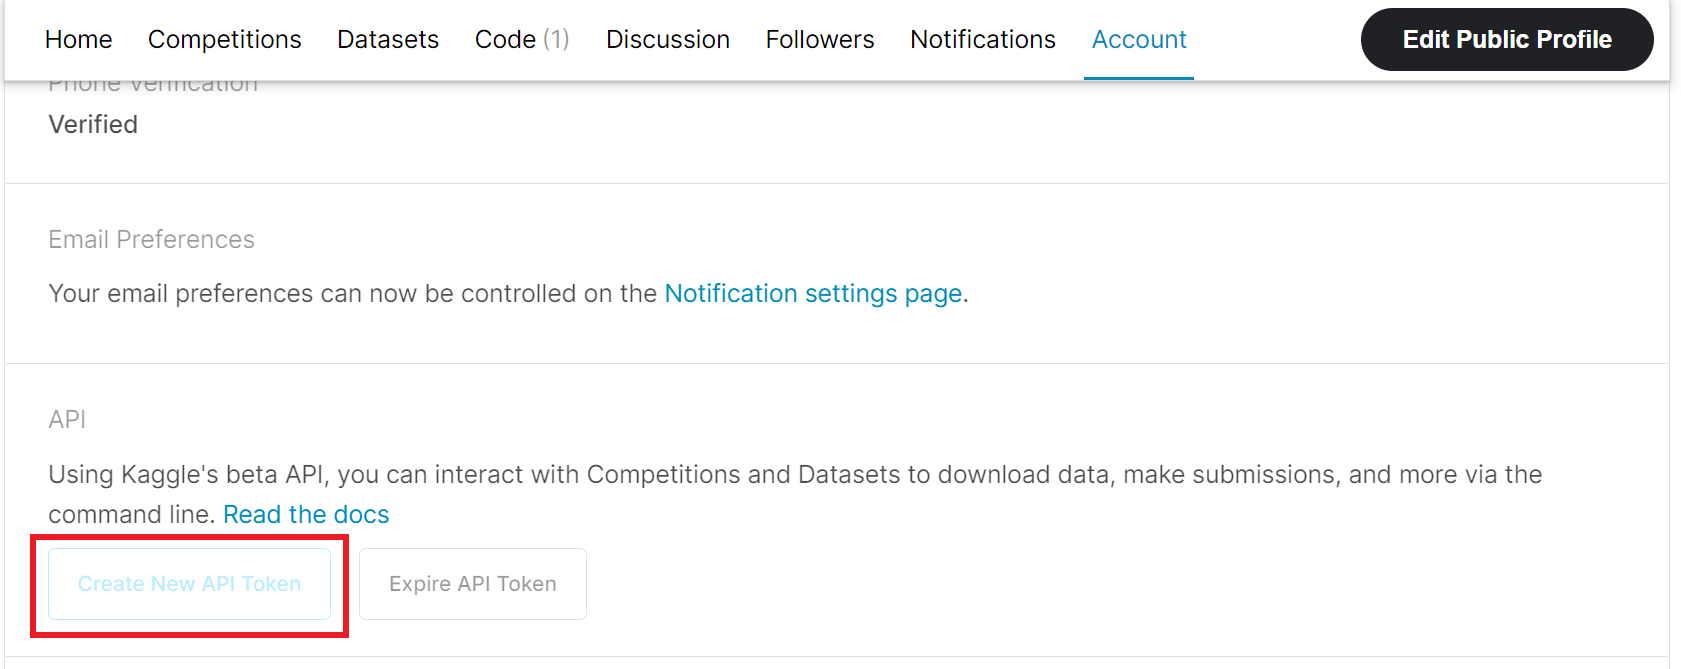 Home Competitions Datasets Code (1) Discussion Followers Notifications Account Edit Public Profile
Phone Verification
Verified
Email Preferences
Your email preferences can now be controlled on the Notification settings page.
API
Using Kaggle's beta API, you can interact with Competitions and Datasets to download data, make submissions, and more via the
command line. Read the docs
Create New API Token Expire API Token